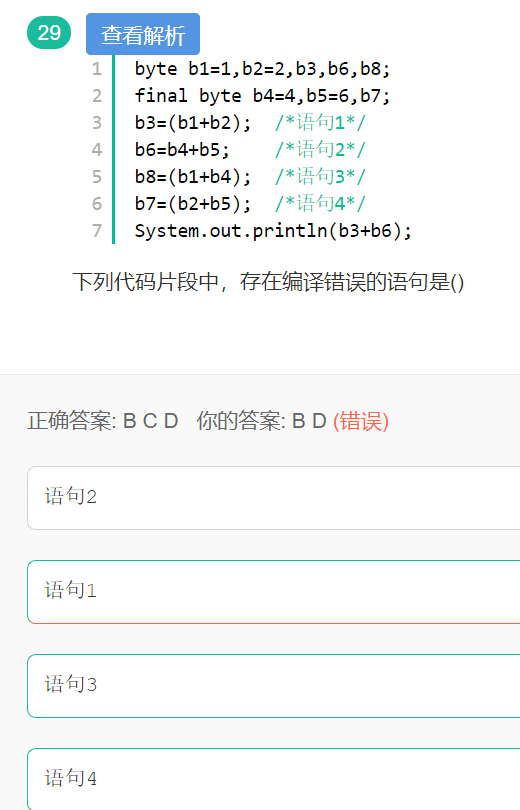 29 查看解析
1 byte b1=1,b2=2,b3,b6,b8;
2 final byte b4=4,b5=6,b7;
3 b3=(b1+b2);  /*语句1*/
4 b6=b4+b5;    /*语句2*/
5 b8=(b1+b4);  /*语句3*/
6 b7=(b2+b5);  /*语句4*/
7 System.out.println(b3+b6);
下列代码片段中，存在编译错误的语句是()
正确答案: B C D 你的答案: B D (错误)
语句2
语句1
语句3
语句4